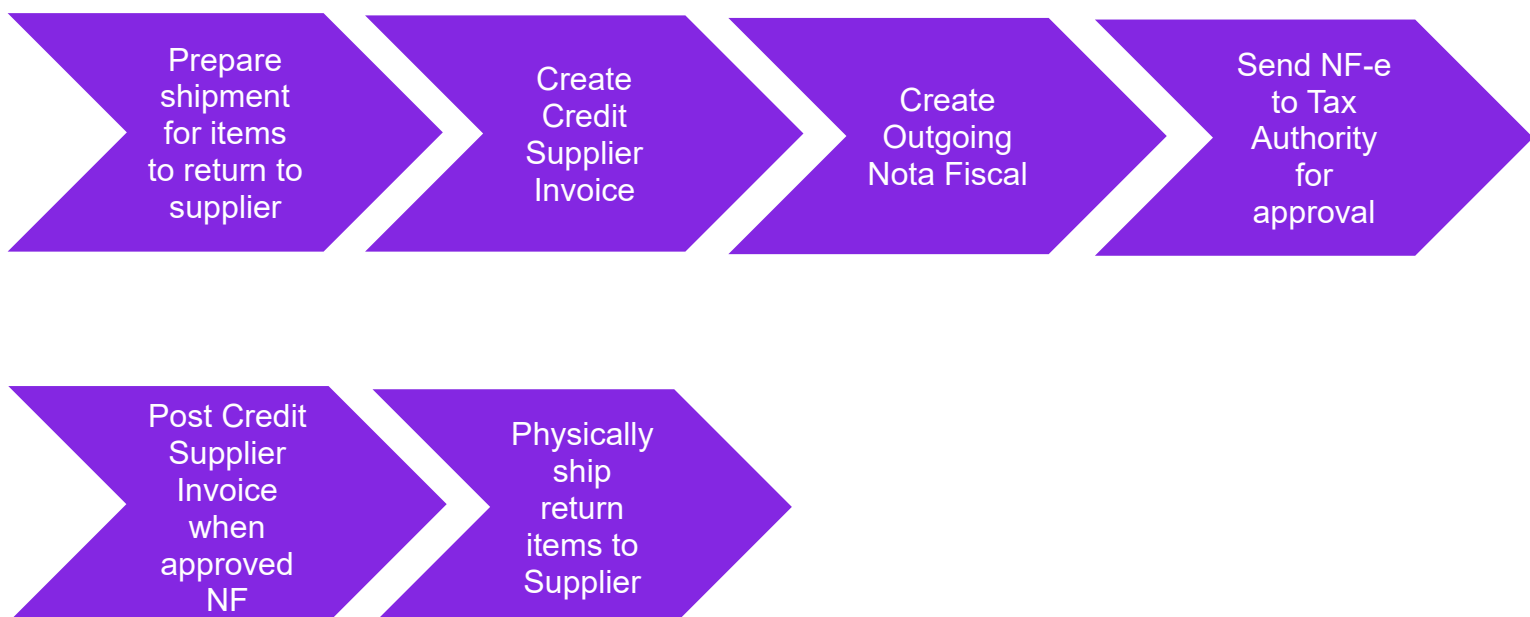 Prepare
shipment
for items
to return to
supplier
Create
Credit
Supplier
Invoice
Create
Outgoing
Nota Fiscal
Send NF-e
to Tax
Authority
for
approval
Post Credit
Supplier
Invoice
when
approved
NF
Physically
ship
return
items to
Supplier